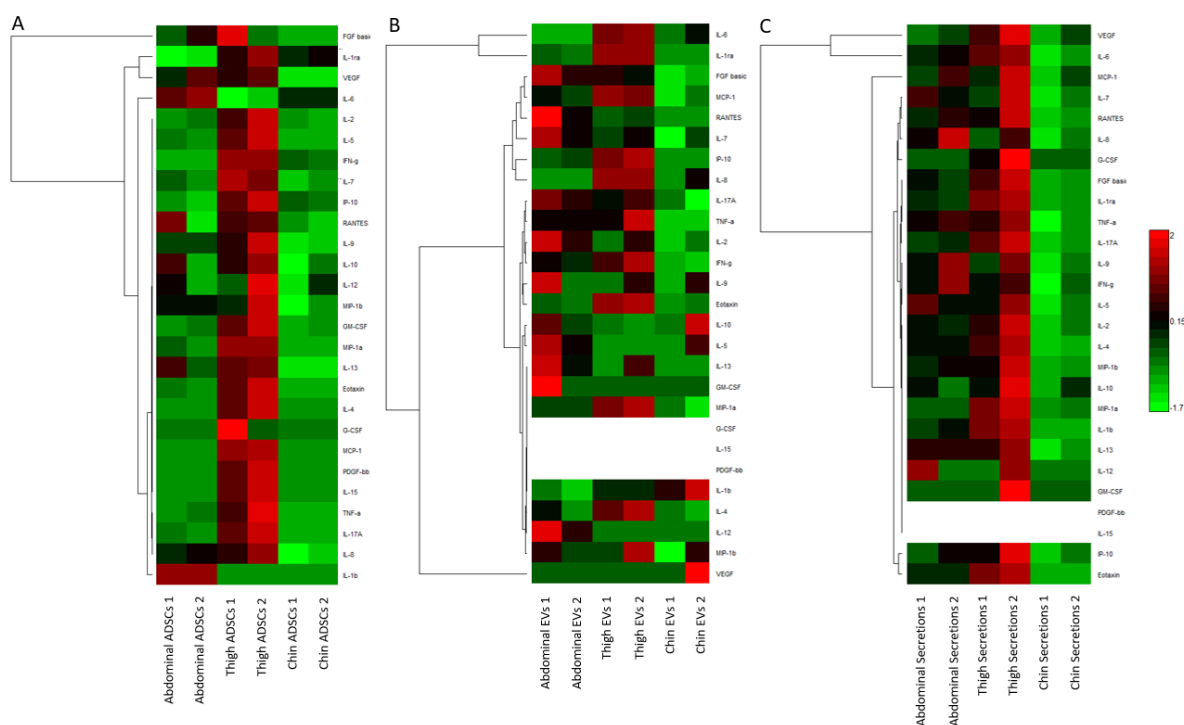 A
FGF basic
IL-1ra
VEGF
IL-6
IL-2
IL-5
IFN-g
IL-7
IP-10
RANTES
IL-9
IL-10
IL-12
MIP-1b
GM-CSF
MIP-1a
IL-13
Eotaxin
IL-4
G-CSF
MCP-1
PDGF-bb
IL-15
TNF-a
IL-17A
IL-8
IL-1b
Abdominal ADSCs 1
Abdominal ADSCs 2
Thigh ADSCs 1
Thigh ADSCs 2
Chin ADSCs 1
Chin ADSCs 2
B
IL-6
IL-1ra
FGF basic
MCP-1
RANTES
IL-7
IP-10
IL-8
IL-17A
TNF-a
IL-2
IFN-g
IL-9
Eotaxin
IL-10
IL-5
IL-13
GM-CSF
MIP-1a
G-CSF
IL-15
PDGF-bb
IL-1b
IL-4
IL-12
MIP-1b
VEGF
Abdominal EVs 1
Abdominal EVs 2
Thigh EVs 1
Thigh EVs 2
Chin EVs 1
Chin EVs 2
C
VEGF
IL-6
MCP-1
IL-7
RANTES
IL-8
G-CSF
FGF basic
IL-1ra
TNF-a
IL-17A
IL-9
IFN-g
IL-5
IL-2
IL-4
MIP-1b
IL-10
MIP-1a
IL-1b
IL-13
IL-12
GM-CSF
PDGF-bb
IL-15
IP-10
Eotaxin
Abdominal Secretions 1
Abdominal Secretions 2
Thigh Secretions 1
Thigh Secretions 2
Chin Secretions 1
Chin Secretions 2
2
0.15
-1.7